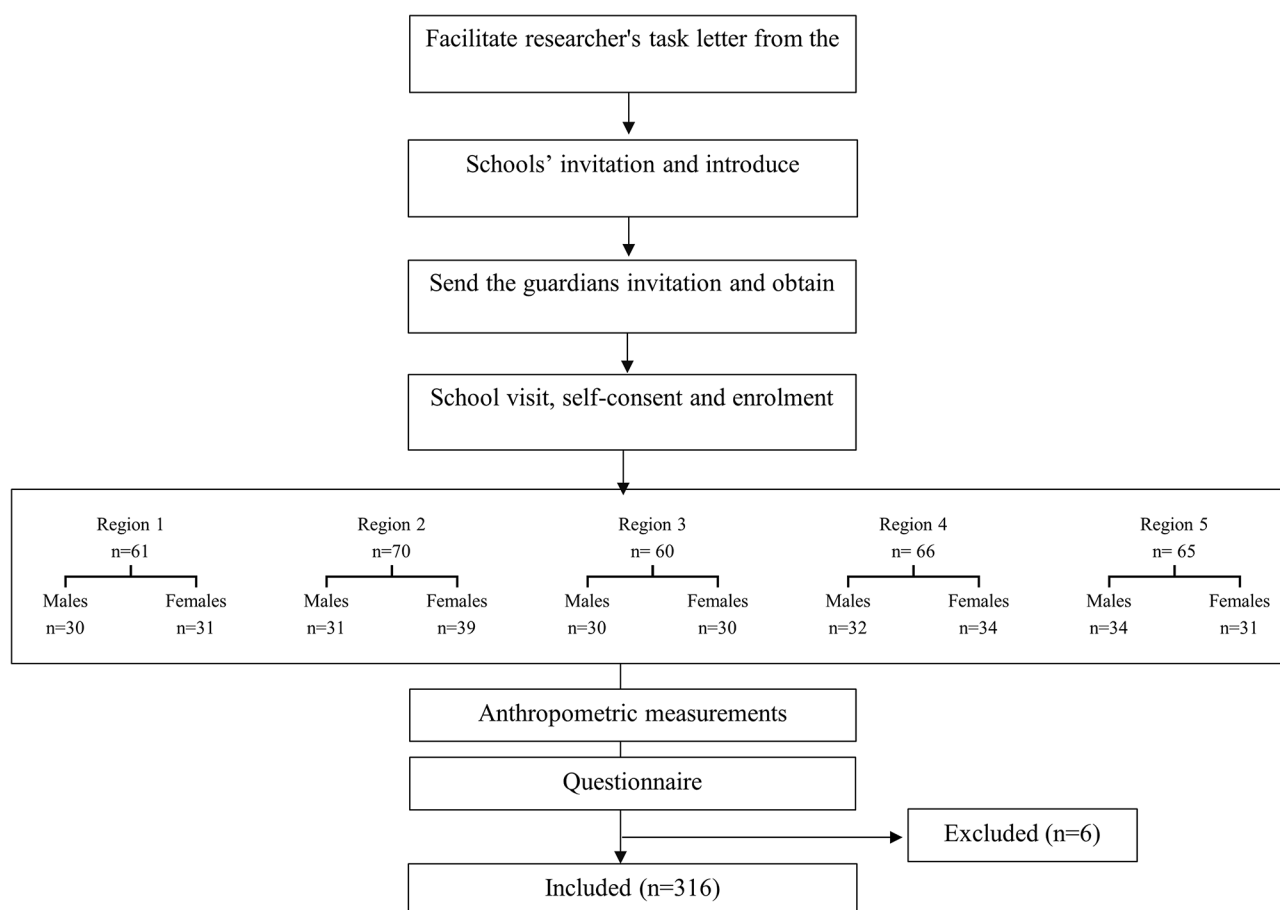 Facilitate researcher's task letter from the
Schools’ invitation and introduce
Send the guardians invitation and obtain
School visit, self-consent and enrolment
Region 1
n=61
Males
n=30
Females
n=31
Region 2
n=70
Males
n=31
Females
n=39
Region 3
n= 60
Males
n=30
Females
n=30
Region 4
n= 66
Males
n=32
Females
n=34
Region 5
n= 65
Males
n=34
Females
n=31
Anthropometric measurements
Questionnaire
Excluded (n=6)
Included (n=316)